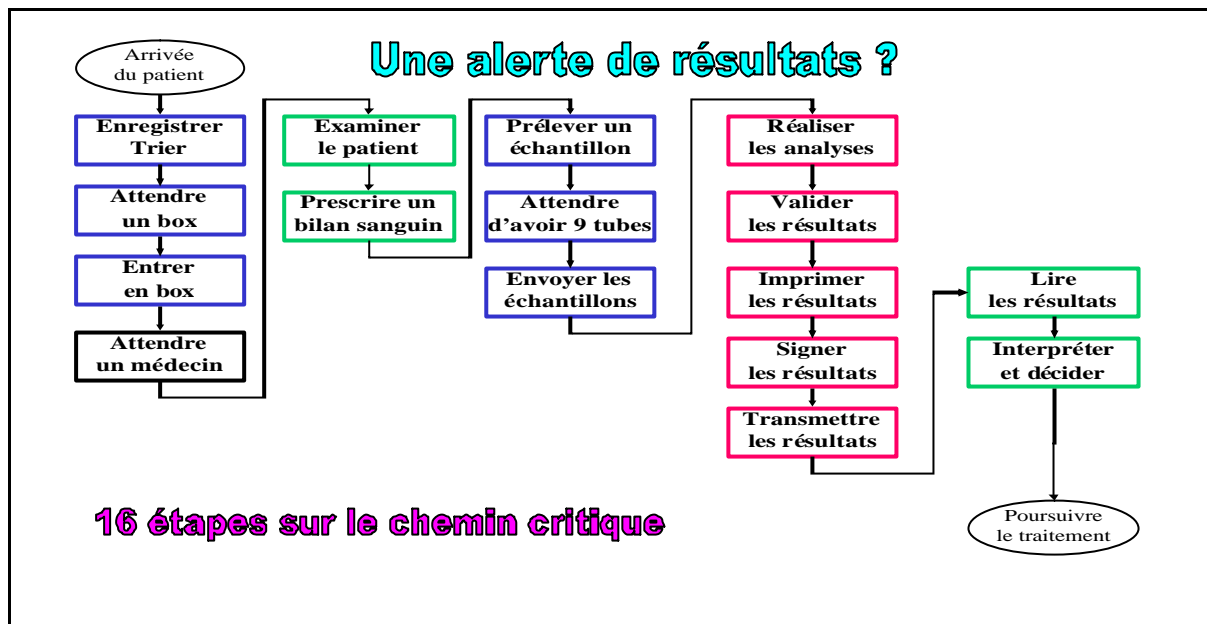 Une alerte de résultats ?
Arrivée
du patient
Enregistrer
Trier
Attendre
un box
Entrer
en box
Attendre
un médecin
Examiner
le patient
Prescrire un
bilan sanguin
Prélever un
échantillon
Attendre
d'avoir 9 tubes
Envoyer les
échantillons
Réaliser
les analyses
Valider
les résultats
Imprimer
les résultats
Signer
les résultats
Transmettre
les résultats
Lire
les résultats
Interpréter
et décider
Poursuivre
le traitement
16 étapes sur le chemin critique